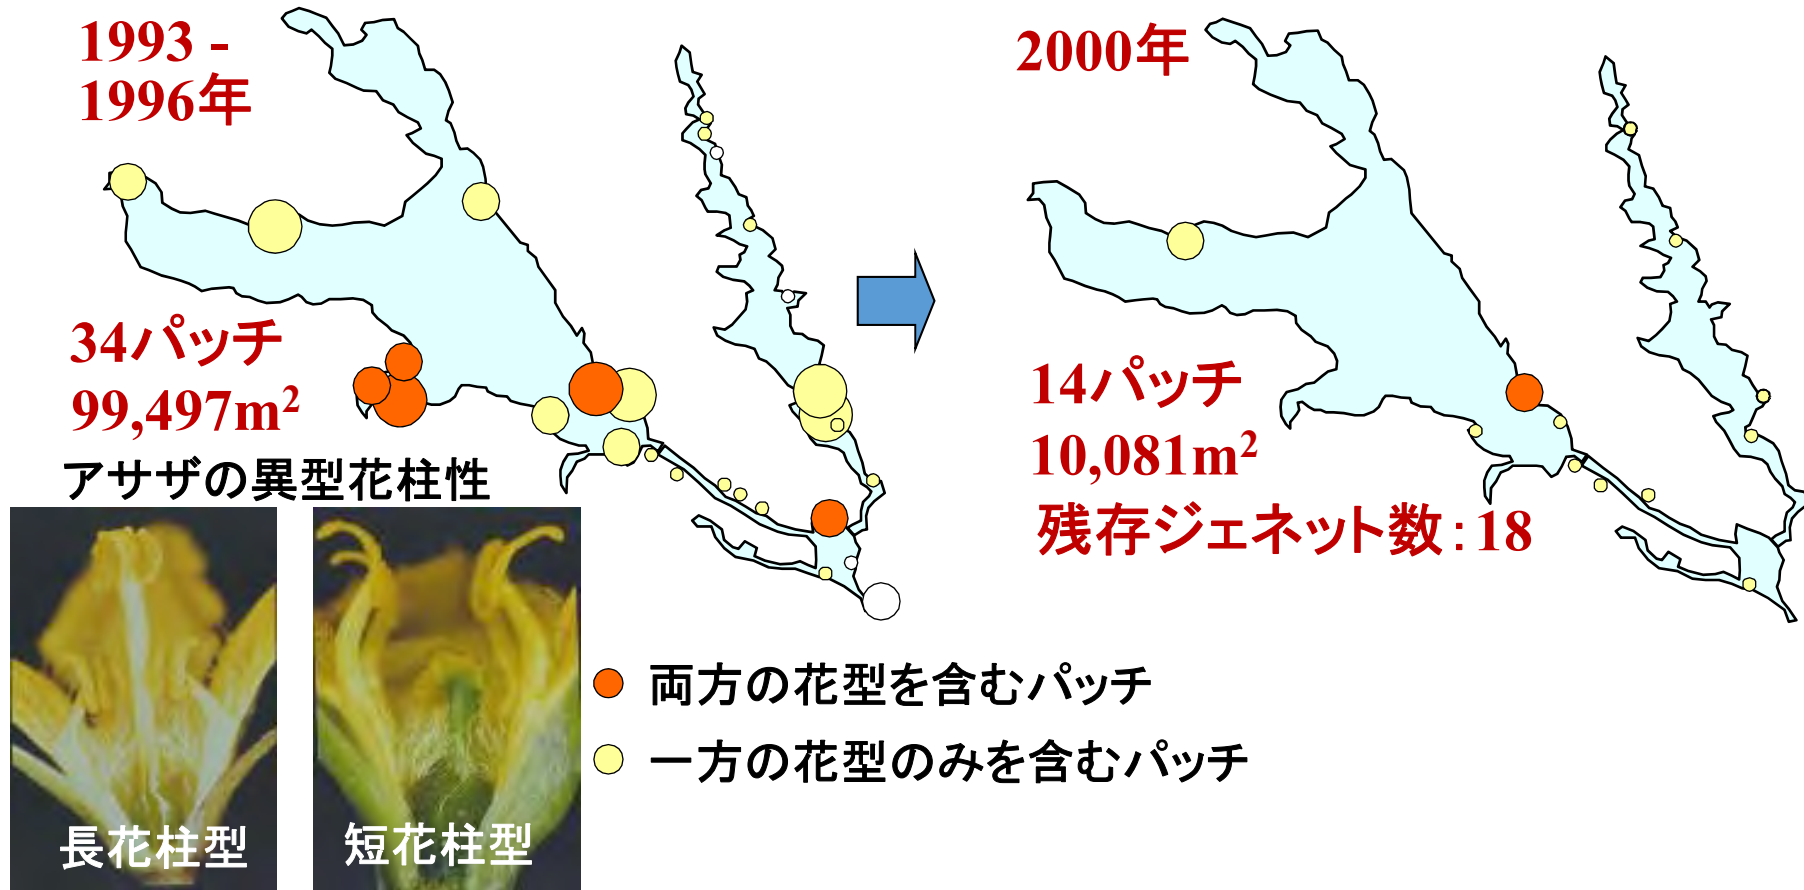 1993 -
1996年
34パッチ
99,497m²
アサザの異型花柱性
長花柱型
短花柱型
2000年
14パッチ
10,081m²
残存ジェネット数：18
両方の花型を含むパッチ
一方の花型のみを含むパッチ